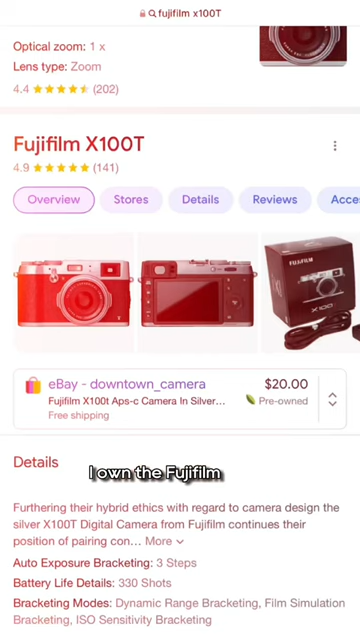 fujifilm x100T
Optical zoom: 1 x
Lens type: Zoom
4.4 (202)
Fujifilm X100T
4.9 (141)
Overview Stores Details Reviews Acce
FUJIFILM
X100
eBay - downtown_camera $20.00
Fujifilm X100t Aps-c Camera In Silver... Pre-owned
Free shipping
Details
I own the Fujifilm
Furthering their hybrid ethics with regard to camera design the
silver X100T Digital Camera from Fujifilm continues their
position of pairing con... More
Auto Exposure Bracketing: 3 Steps
Battery Life Details: 330 Shots
Bracketing Modes: Dynamic Range Bracketing, Film Simulation
Bracketing, ISO Sensitivity Bracketing